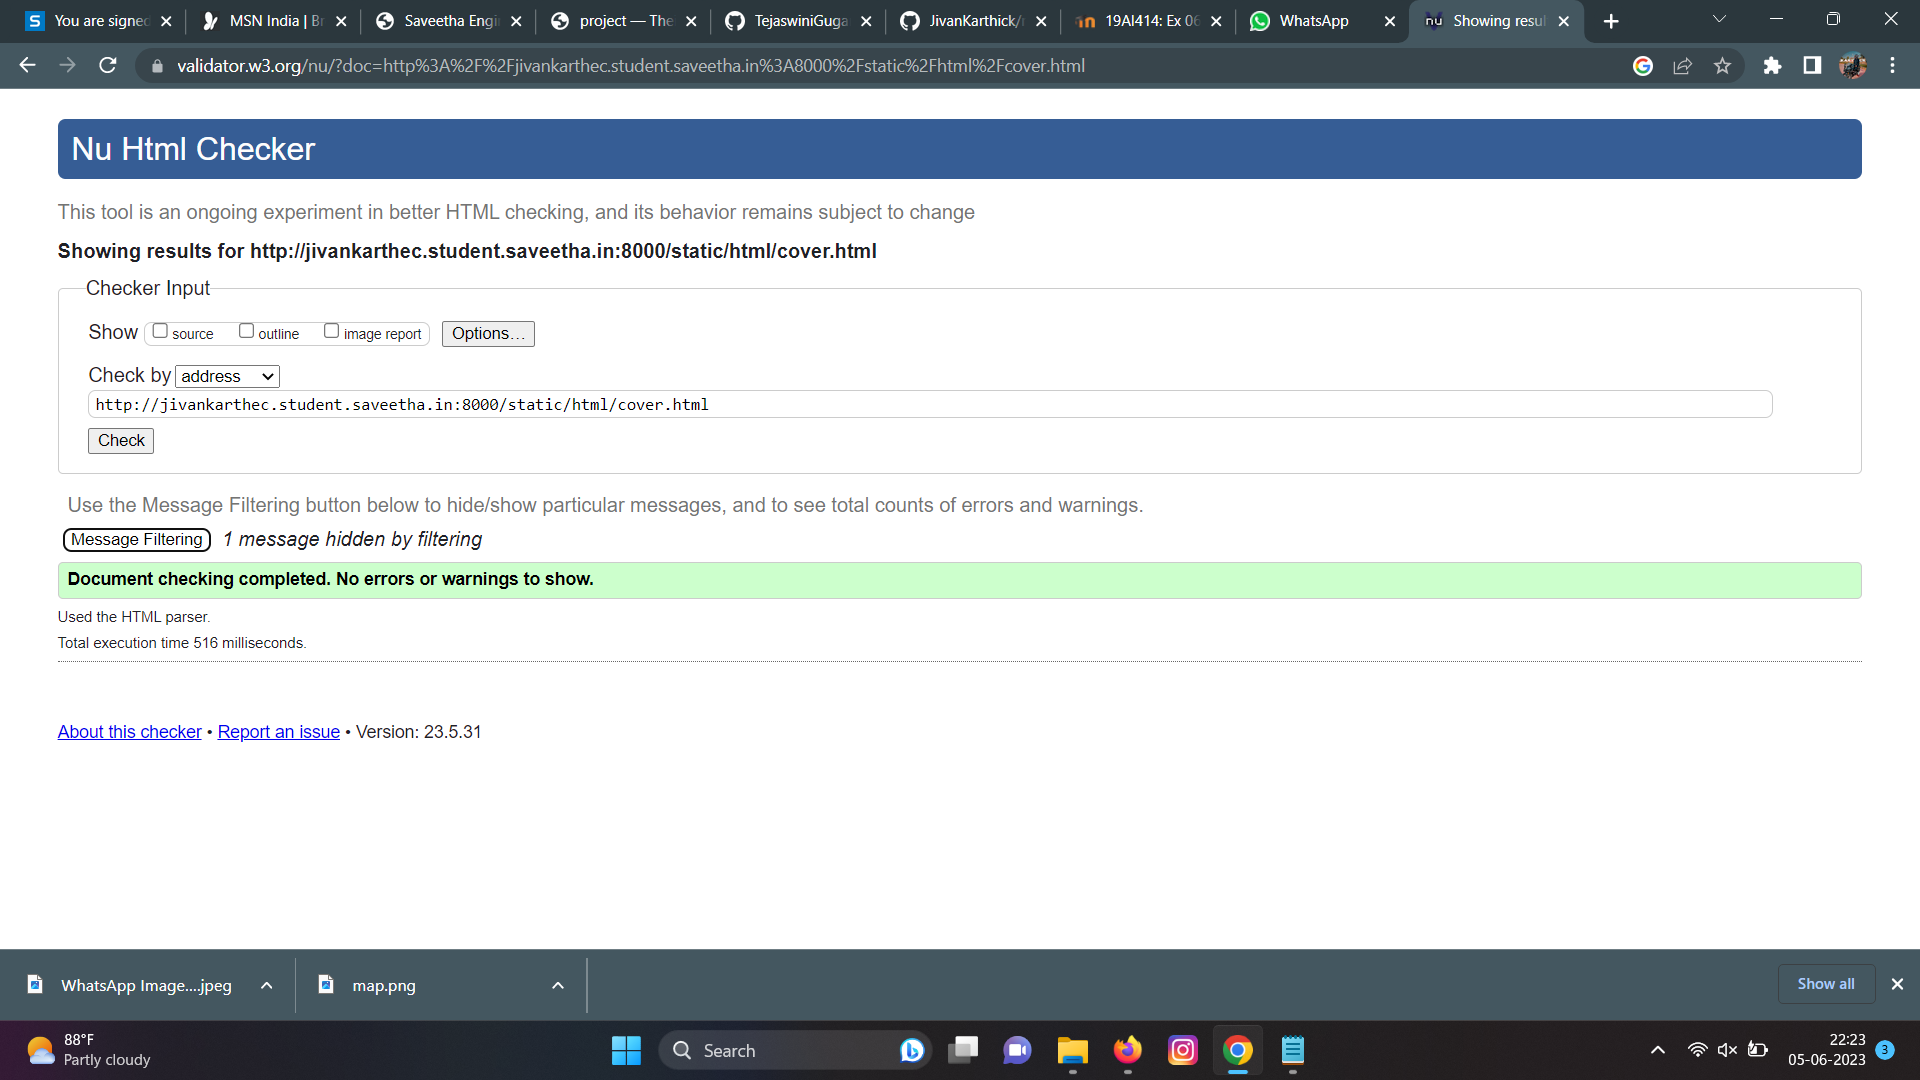 You are signed
MSN India | Br
Saveetha Engi
project — The
TejaswiniGuga
JivanKarthick/
19AI414: Ex 06
WhatsApp
Showing resul
validator.w3.org/nu/?doc=http%3A%2F%2Fjivankarthec.student.saveetha.in%3A8000%2Fstatic%2Fhtml%2Fcover.html
Nu Html Checker
This tool is an ongoing experiment in better HTML checking, and its behavior remains subject to change
Showing results for http://jivankarthec.student.saveetha.in:8000/static/html/cover.html
Checker Input
Show source outline image report Options...
Check by address
http://jivankarthec.student.saveetha.in:8000/static/html/cover.html
Check
Use the Message Filtering button below to hide/show particular messages, and to see total counts of errors and warnings.
Message Filtering 1 message hidden by filtering
Document checking completed. No errors or warnings to show.
Used the HTML parser.
Total execution time 516 milliseconds.
About this checker • Report an issue • Version: 23.5.31
WhatsApp Image....jpeg
map.png
Show all
88°F
Partly cloudy
Search
22:23
05-06-2023
3